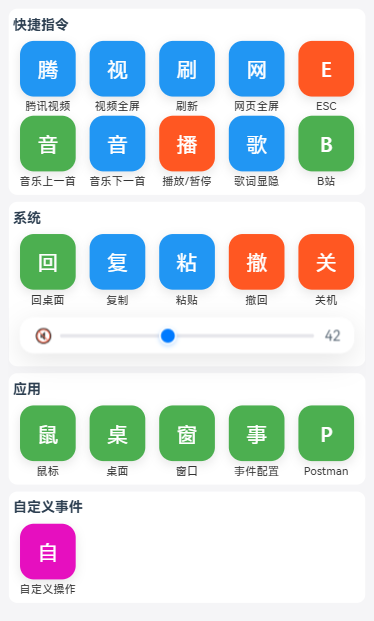 快捷指令
腾 视 刷 网 E
腾讯视频 视频全屏 刷新 网页全屏 ESC
音 音 播 歌 B
音乐上一首 音乐下一首 播放/暂停 歌词显隐 B站
系统
回 复 粘 撤 关
回桌面 复制 粘贴 撤回 关机
42
应用
鼠 桌 窗 事 P
鼠标 桌面 窗口 事件配置 Postman
自定义事件
自
自定义操作